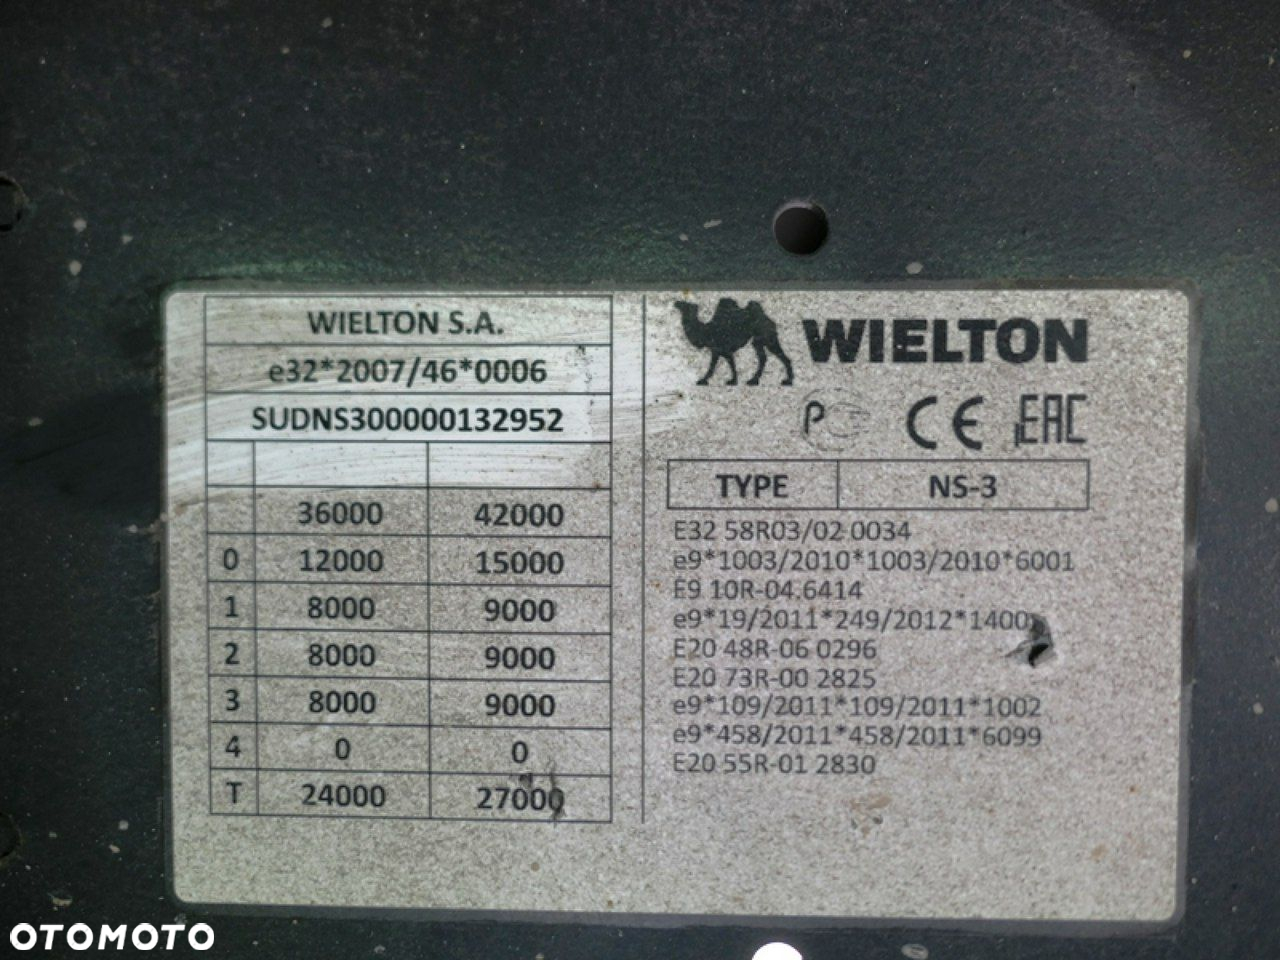 WIELTON S.A.
e32*2007/46*0006
SUDNS300000132952
36000 42000
0 12000 15000
1 8000 9000
2 8000 9000
3 8000 9000
4 0 0
T 24000 27000
WIELTON
PC CE EAC
TYPE NS-3
E32 58R03/02 0034
e9*1003/2010*1003/2010*6001
E9 10R-04.6414
e9*19/2011*249/2012*1400
E20 48R-06 0296
E20 73R-00 2825
e9*109/2011*109/2011*1002
e9*458/2011*458/2011*6099
E20 55R-01 2830
OTOMOTO